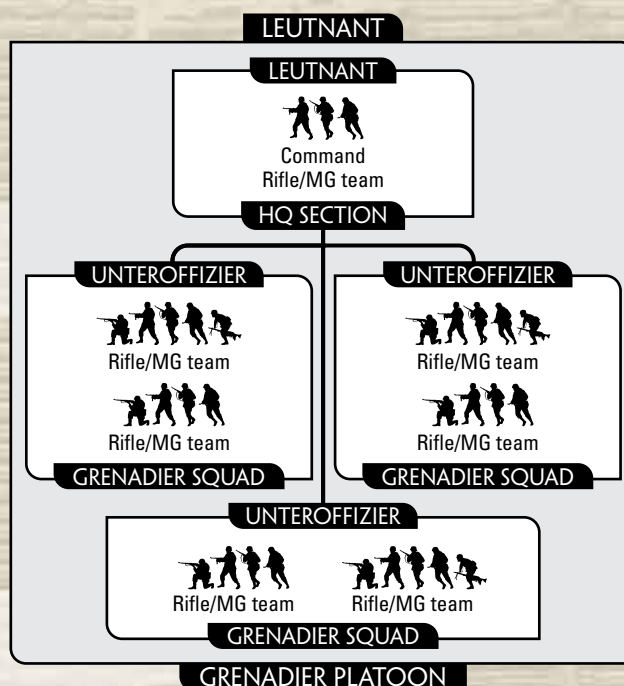 LEUTNANT
LEUTNANT
Command
Rifle/MG team
HQ SECTION
UNTEROFFIZIER
Rifle/MG team
Rifle/MG team
GRENADIER SQUAD
UNTEROFFIZIER
Rifle/MG team
Rifle/MG team
GRENADIER SQUAD
UNTEROFFIZIER
Rifle/MG team Rifle/MG team
GRENADIER SQUAD
GRENADIER PLATOON